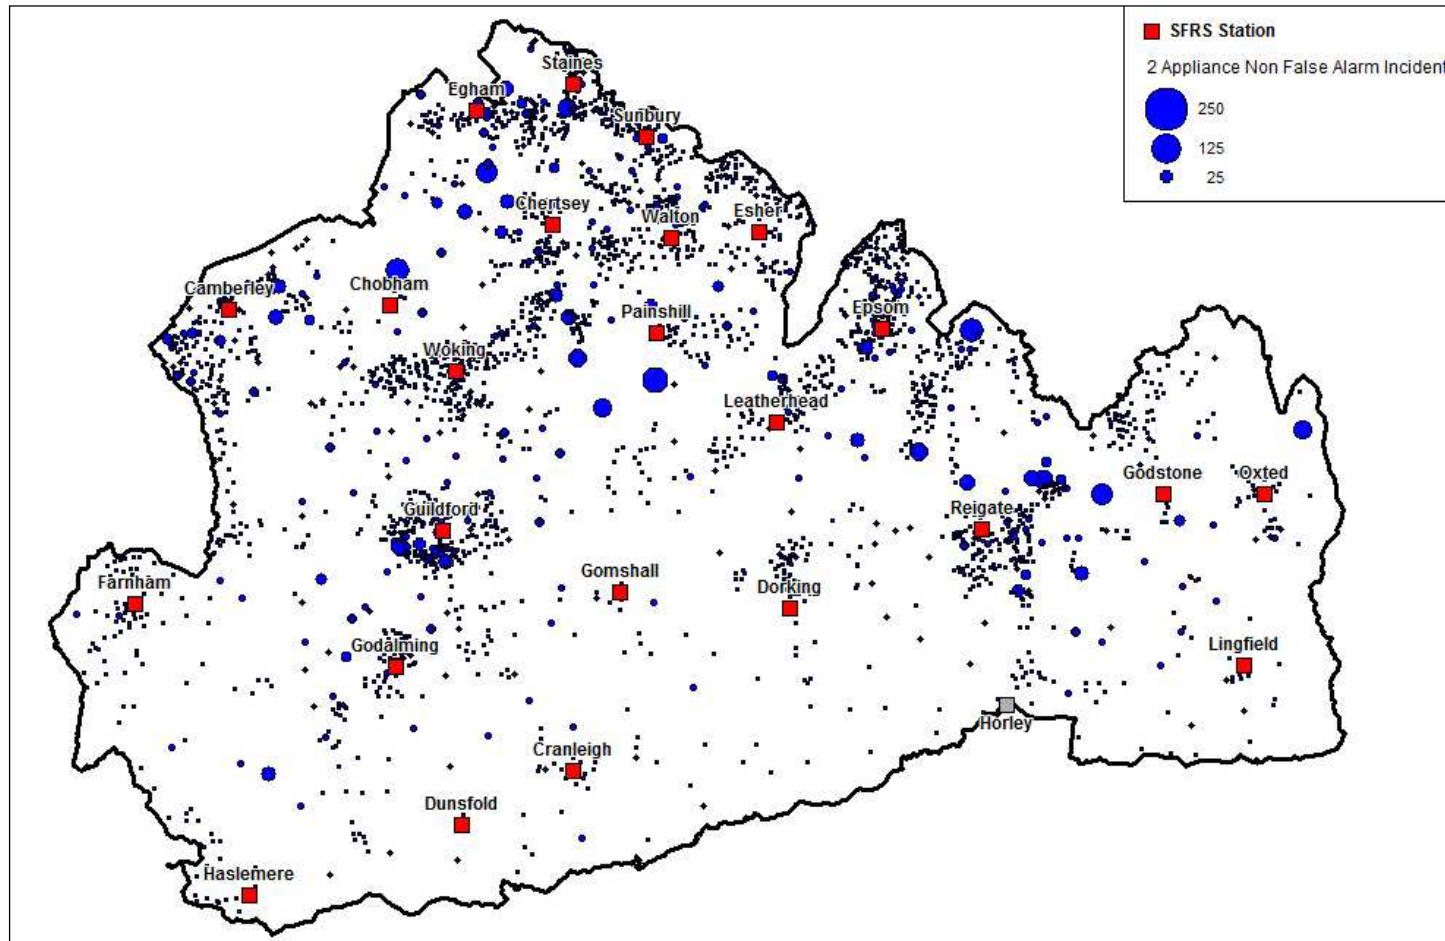 SFRS Station
2 Appliance Non False Alarm Incident
250
125
25
Staines
Egham
Sunbury
Chertsey
Walton
Esher
Camberley
Chobham
Painshill
Epsom
Woking
Leatherhead
Godstone
Oxted
Guildford
Reigate
Farnham
Gomshall
Dorking
Godalming
Lingfield
Horley
Cranleigh
Dunsfold
Haslemere